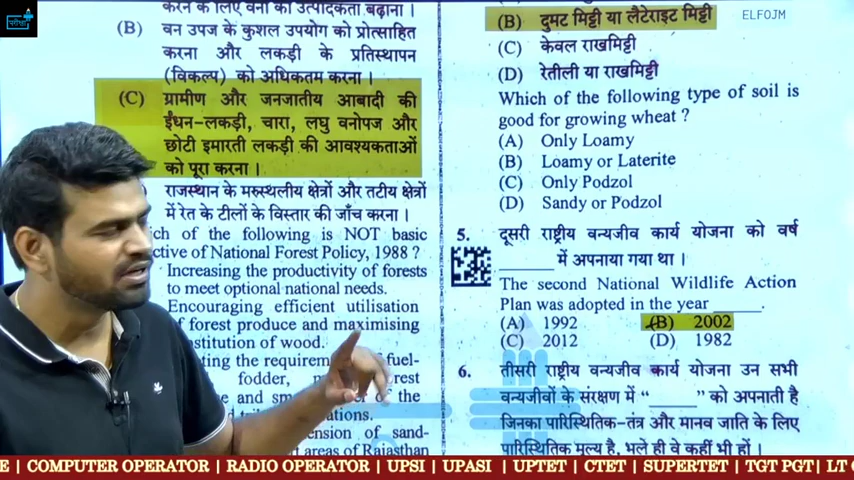 परीक्षा
करने के लिए वनों की उत्पादकता बढ़ाना।
(B) वन उपज के कुशल उपयोग को प्रोत्साहित
करना और लकड़ी के प्रतिस्थापन
(विकल्प) को अधिकतम करना।
(C) ग्रामीण और जनजातीय आबादी की
ईंधन-लकड़ी, चारा, लघु वनोपज और
छोटी इमारती लकड़ी की आवश्यकताओं
को पूरा करना।
राजस्थान के मरुस्थलीय क्षेत्रों और तटीय क्षेत्रों
में रेत के टीलों के विस्तार की जाँच करना।
ch of the following is NOT basic
ctive of National Forest Policy, 1988 ?
Increasing the productivity of forests
to meet optional national needs.
Encouraging efficient utilisation
f forest produce and maximising
stitution of wood.
ting the requirem fuel-
fodder, rest
e and sm of the
ations.
ension of sand-
areas of Rajasthan
(B) दुमट मिट्टी या लैटेराइट मिट्टी
ELFOJM
(C) केवल राखमिट्टी
(D) रेतीली या राखमिट्टी
Which of the following type of soil is
good for growing wheat ?
(A) Only Loamy
(B) Loamy or Laterite
(C) Only Podzol
(D) Sandy or Podzol
5. दूसरी राष्ट्रीय वन्यजीव कार्य योजना को वर्ष
______ में अपनाया गया था।
The second National Wildlife Action
Plan was adopted in the year ______.
(A) 1992 (B) 2002
(C) 2012 (D) 1982
6. तीसरी राष्ट्रीय वन्यजीव कार्य योजना उन सभी
वन्यजीवों के संरक्षण में “_____” को अपनाती है
जिनका पारिस्थितिक-तंत्र और मानव जाति के लिए
पारिस्थितिक मूल्य है, भले ही वे कहीं भी हों।
E | COMPUTER OPERATOR | RADIO OPERATOR | UPSI | UPASI | UPTET | CTET | SUPERTET | TGT PGT| LT G